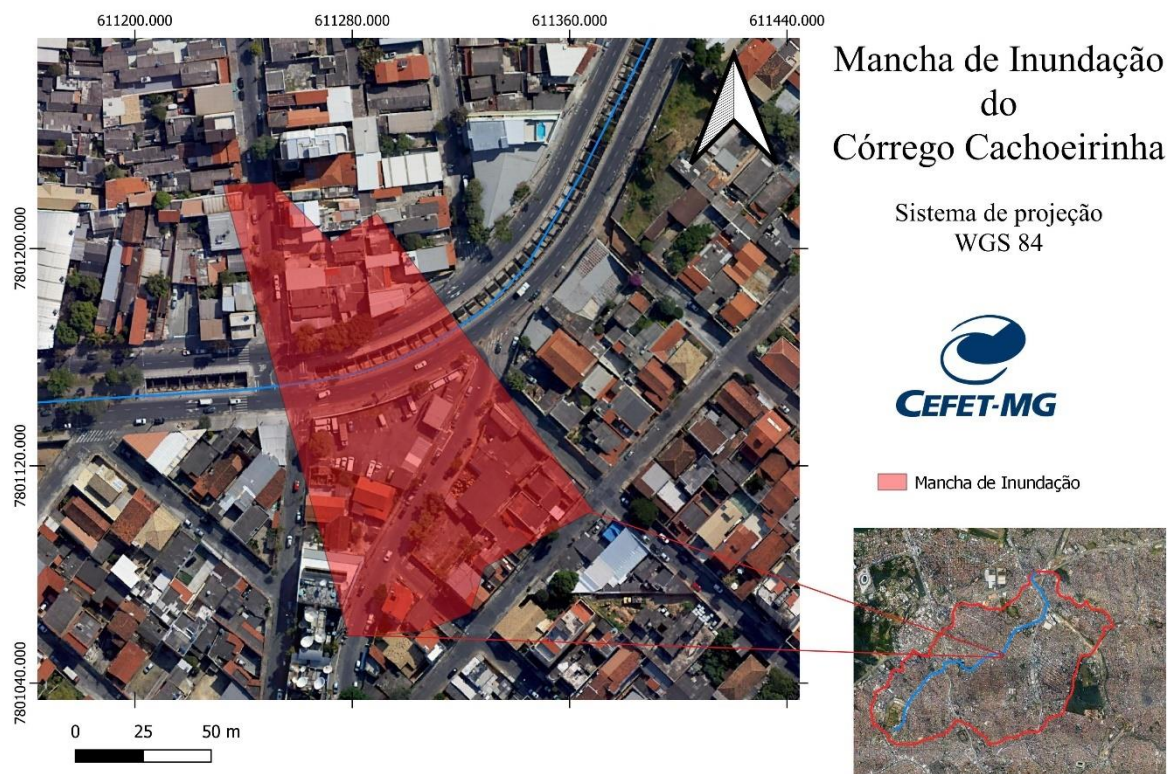 611200.000 611280.000 611360.000 611440.000
Mancha de Inundação
do
Córrego Cachoeirinha
Sistema de projeção
WGS 84
7801200.000
7801120.000
7801040.000
CEFET-MG
Mancha de Inundação
0 25 50 m